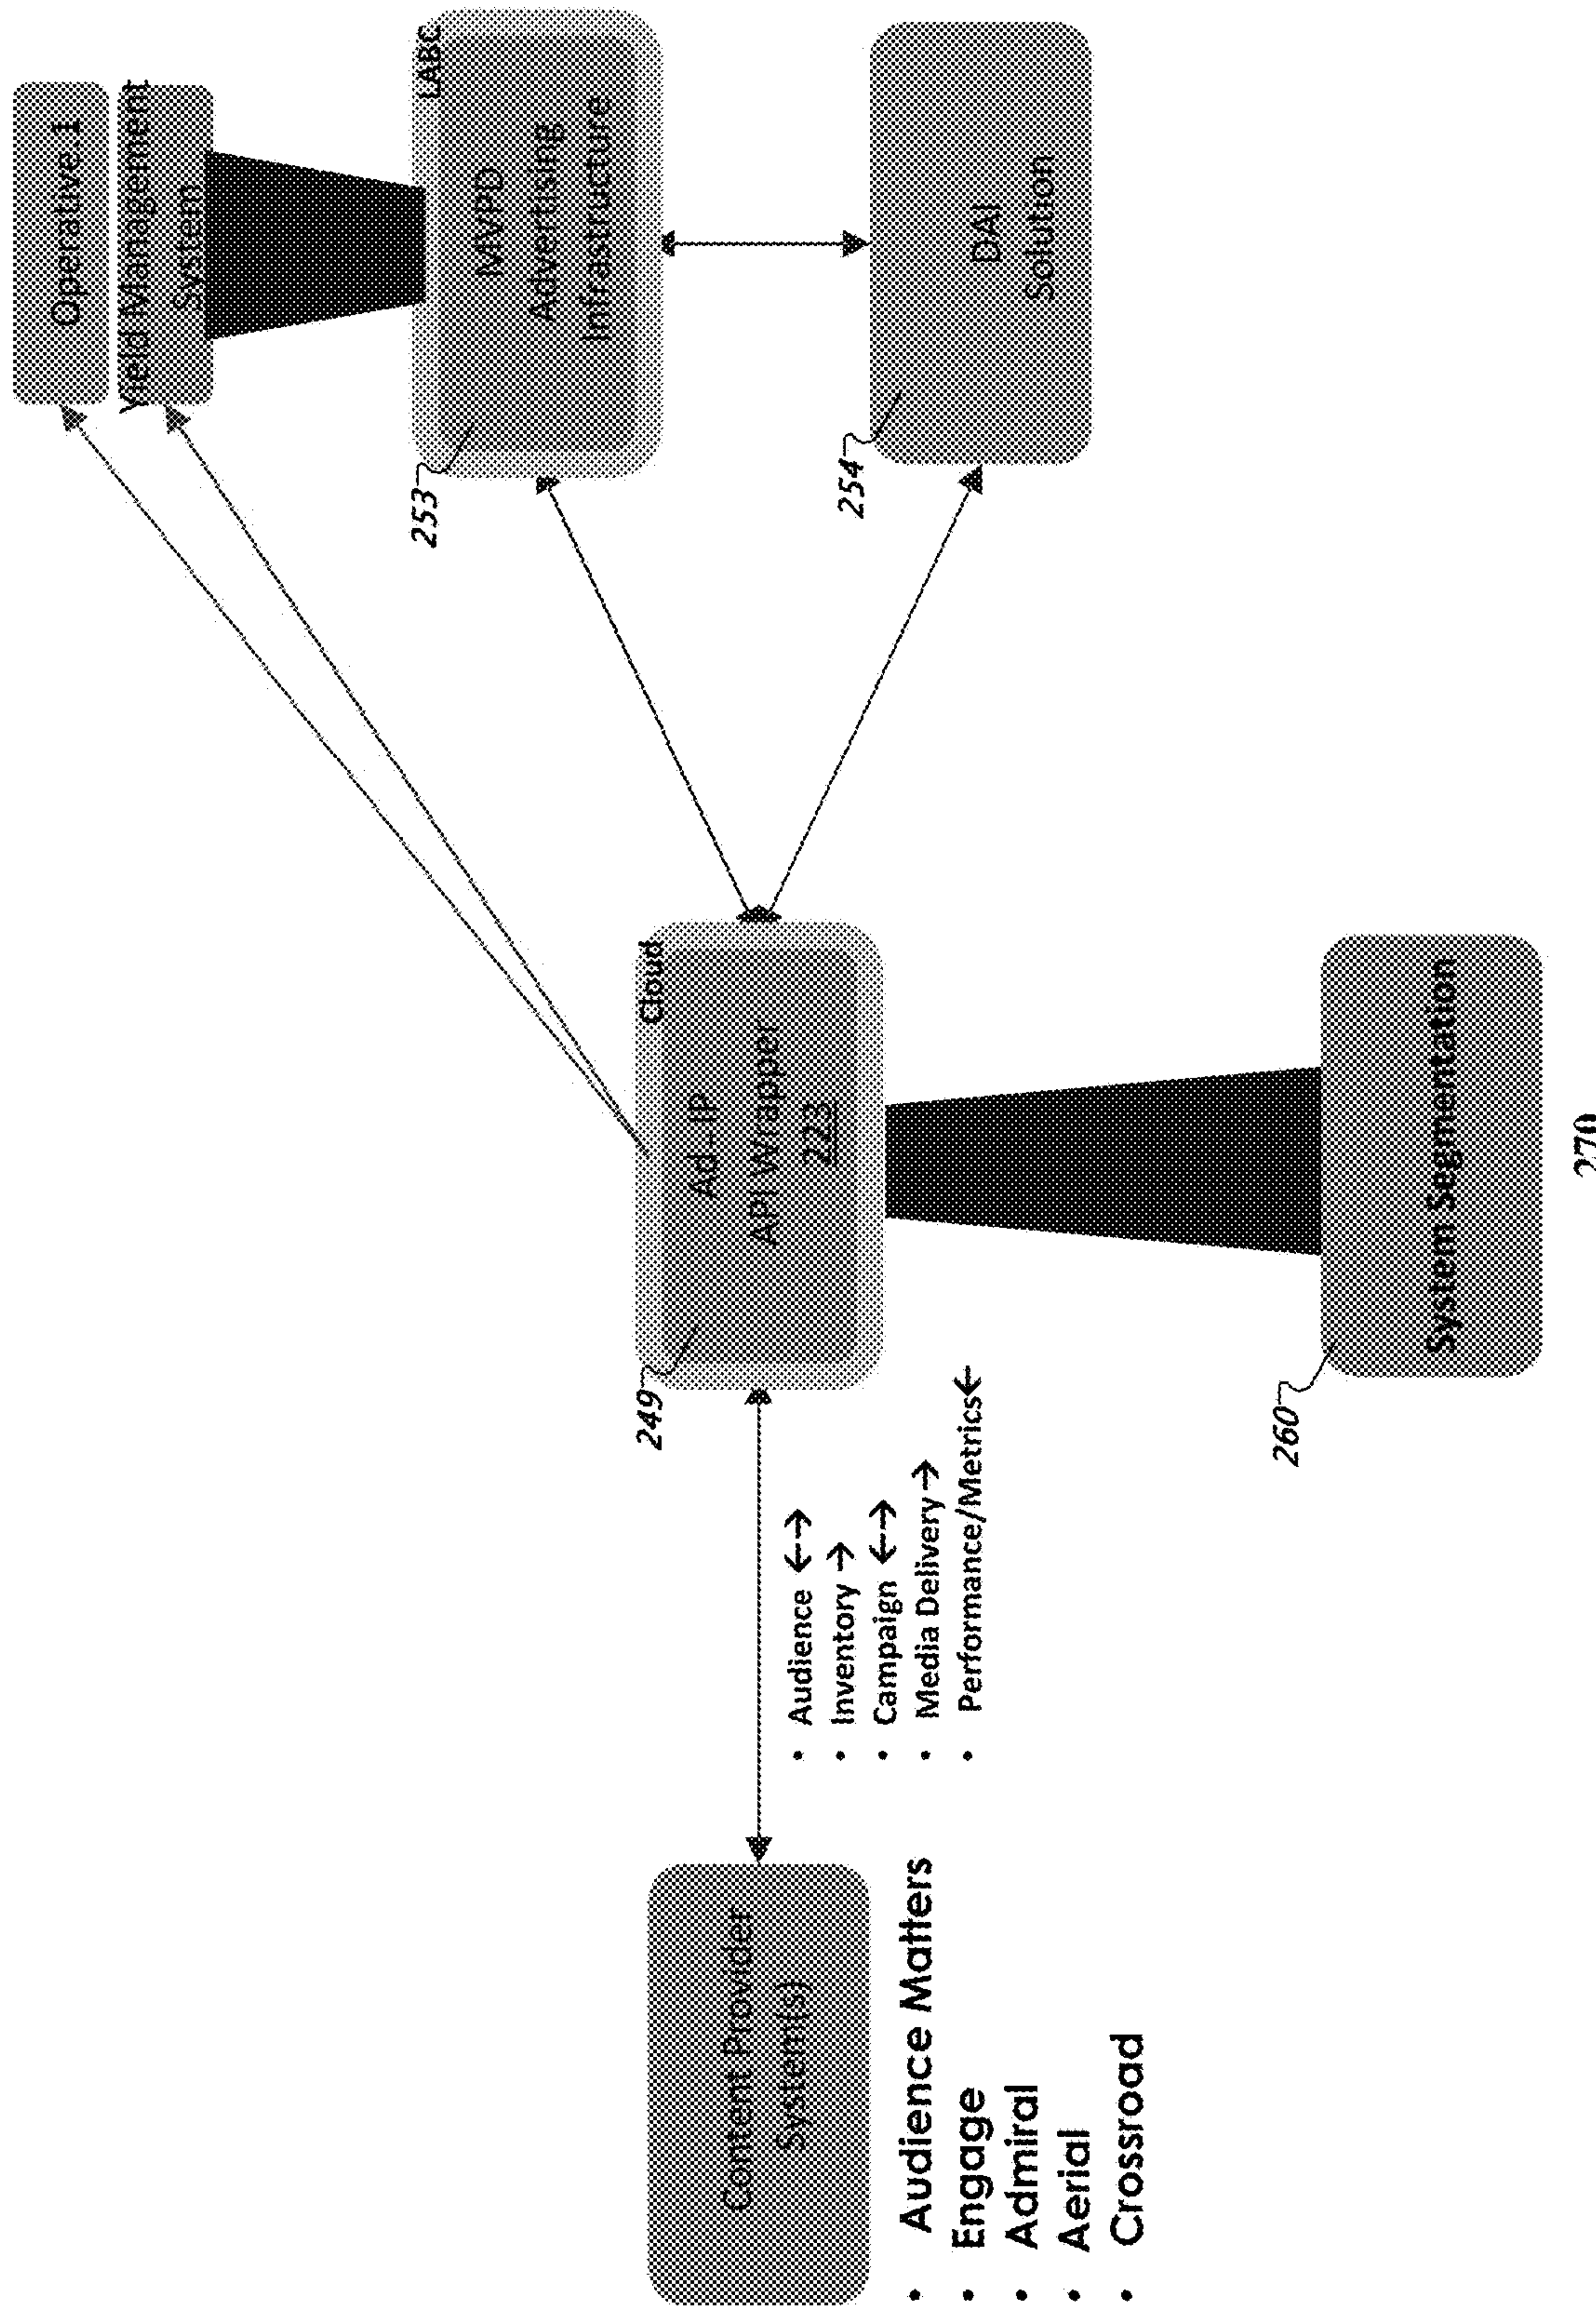 Operative.1
Yield Management
System
LABC
MVPD
Advertising
Infrastructure
253
DAI
Solution
254
Cloud
Ad_IP
API Wrapper
223
249
System Segmentation
260
• Audience ←→
• Inventory →
• Campaign ←→
• Media Delivery→
• Performance/Metrics←
Content Provider
System(s)
• Audience Matters
• Engage
• Admiral
• Aerial
• Crossroad
270